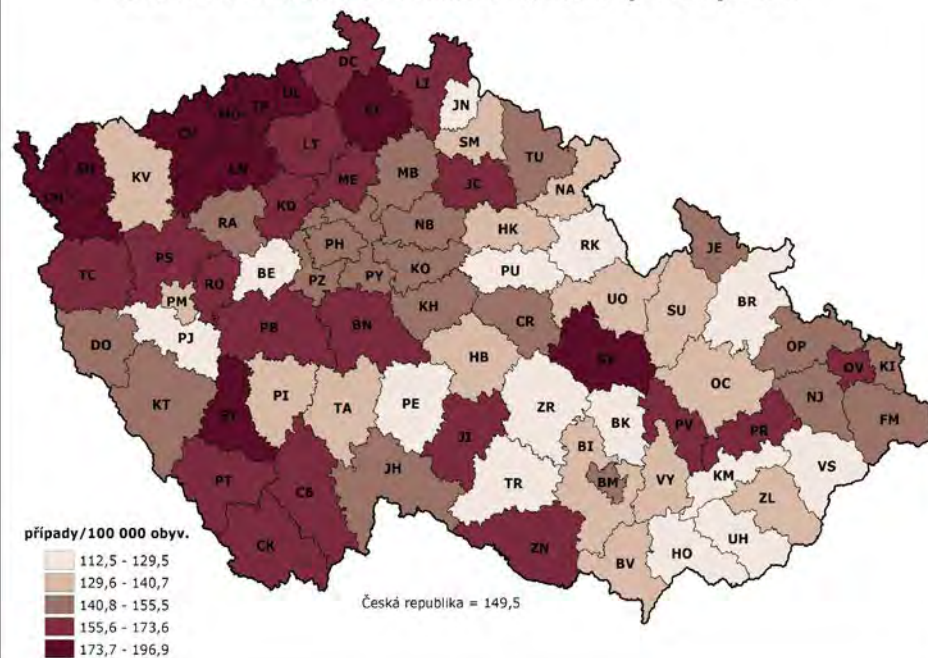 DC
LI
UL
TP
MO
CL
JN
CV
LT
SM
TU
SO
KV
LN
ME
MB
JC
NA
CH
RA
KD
NB
HK
RK
JE
PH
TC
PS
RO
BE
PZ
PY
KO
PU
BR
PM
KH
UO
SU
DO
PJ
PB
BN
CR
OP
OV
KI
HB
SY
OC
KT
ST
PI
TA
PE
ZR
BK
PV
PR
NJ
FM
JI
BI
PT
CB
JH
TR
BM
VY
KM
VS
ZL
CK
ZN
BV
HO
UH
případy/100 000 obyv.
112,5 - 129,5
129,6 - 140,7
140,8 - 155,5
155,6 - 173,6
173,7 - 196,9
Česká republika = 149,5